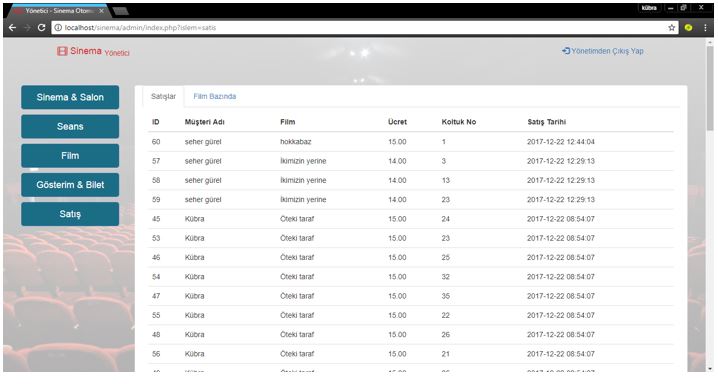 Yönetici - Sinema Otoma
kübra
localhost/sinema/admin/index.php?islem=satis
Sinema Yönetici
Yönetimden Çıkış Yap
Sinema & Salon
Seans
Film
Gösterim & Bilet
Satış
Satışlar Film Bazında
ID Müşteri Adı Film Ücret Koltuk No Satış Tarihi
60 seher gürel hokkabaz 15.00 1 2017-12-22 12:44:04
57 seher gürel İkimizin yerine 14.00 3 2017-12-22 12:29:13
58 seher gürel İkimizin yerine 14.00 13 2017-12-22 12:29:13
59 seher gürel İkimizin yerine 14.00 23 2017-12-22 12:29:13
45 Kübra Öteki taraf 15.00 24 2017-12-22 08:54:07
53 Kübra Öteki taraf 15.00 23 2017-12-22 08:54:07
46 Kübra Öteki taraf 15.00 25 2017-12-22 08:54:07
54 Kübra Öteki taraf 15.00 32 2017-12-22 08:54:07
47 Kübra Öteki taraf 15.00 35 2017-12-22 08:54:07
55 Kübra Öteki taraf 15.00 22 2017-12-22 08:54:07
48 Kübra Öteki taraf 15.00 26 2017-12-22 08:54:07
56 Kübra Öteki taraf 15.00 21 2017-12-22 08:54:07